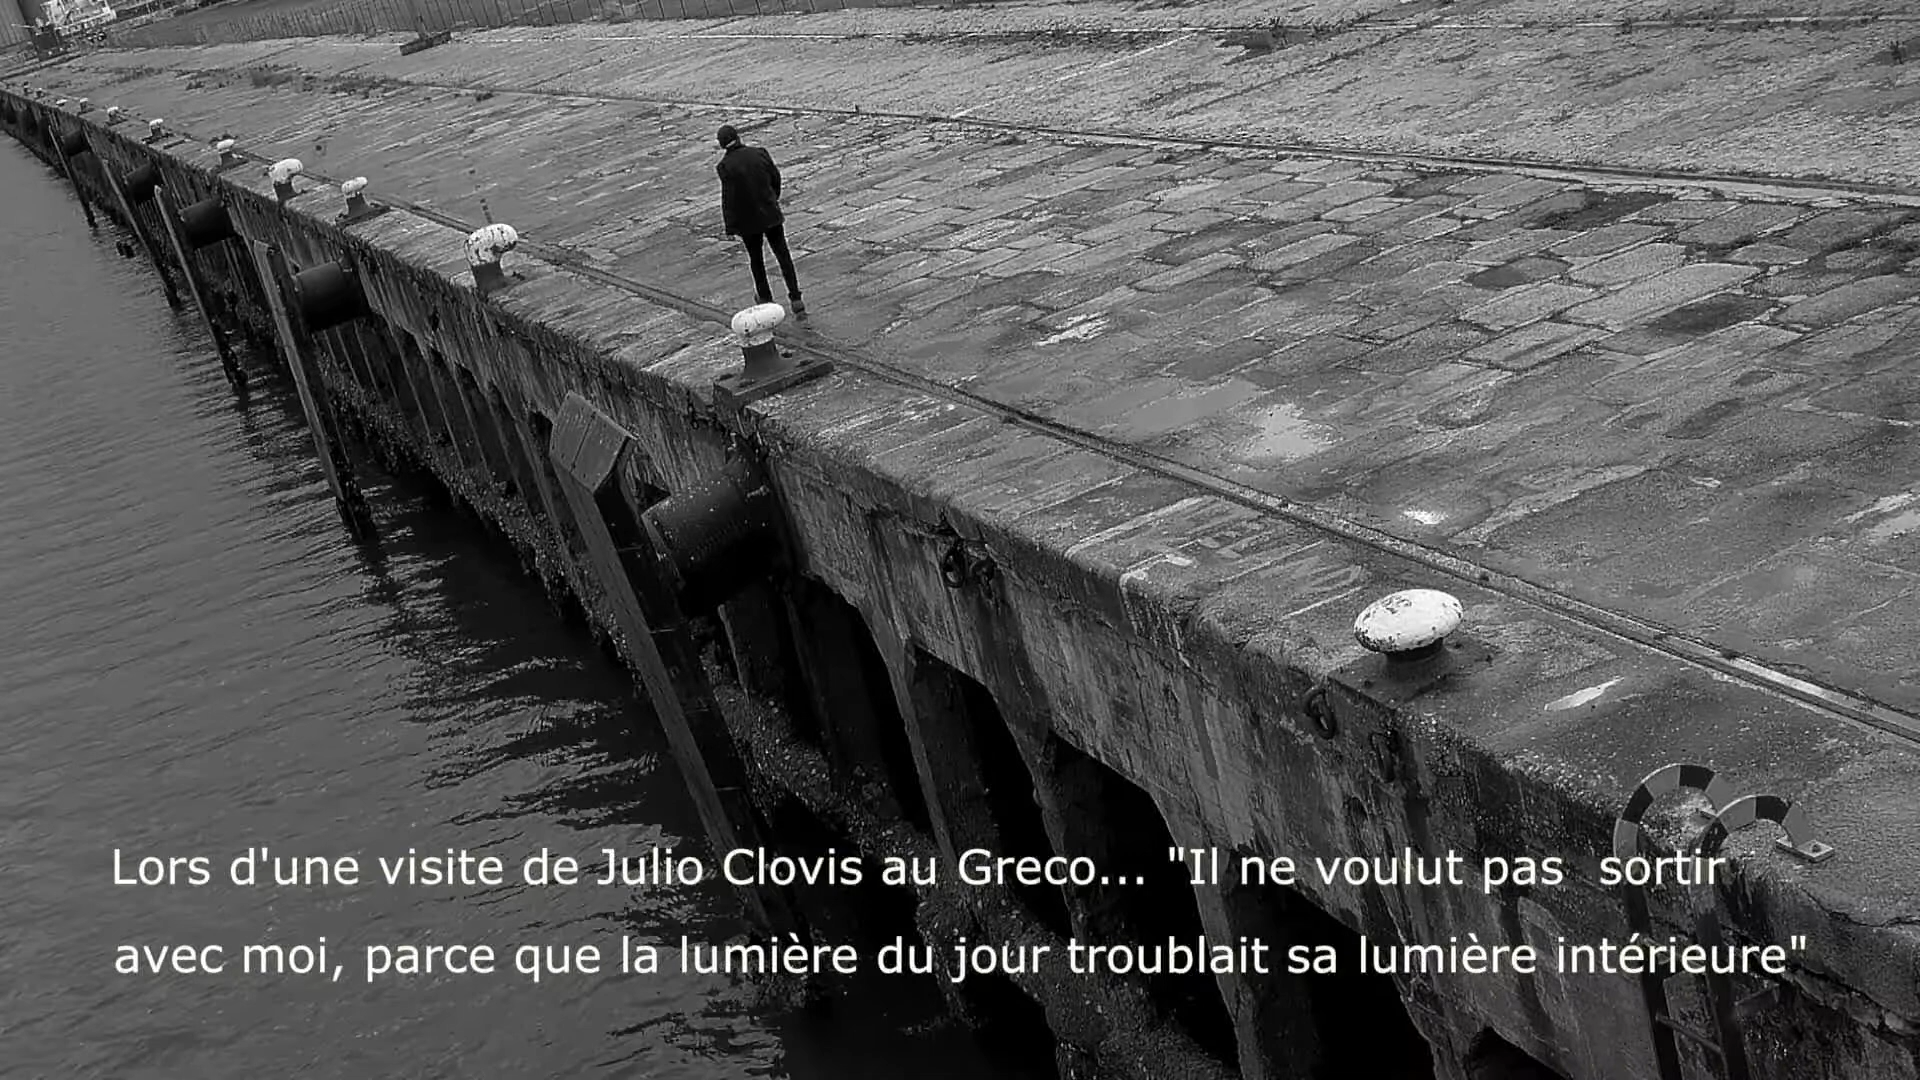 Lors d'une visite de Julio Clovis au Greco... "Il ne voulut pas  sortir
avec moi, parce que la lumière du jour troublait sa lumière intérieure"